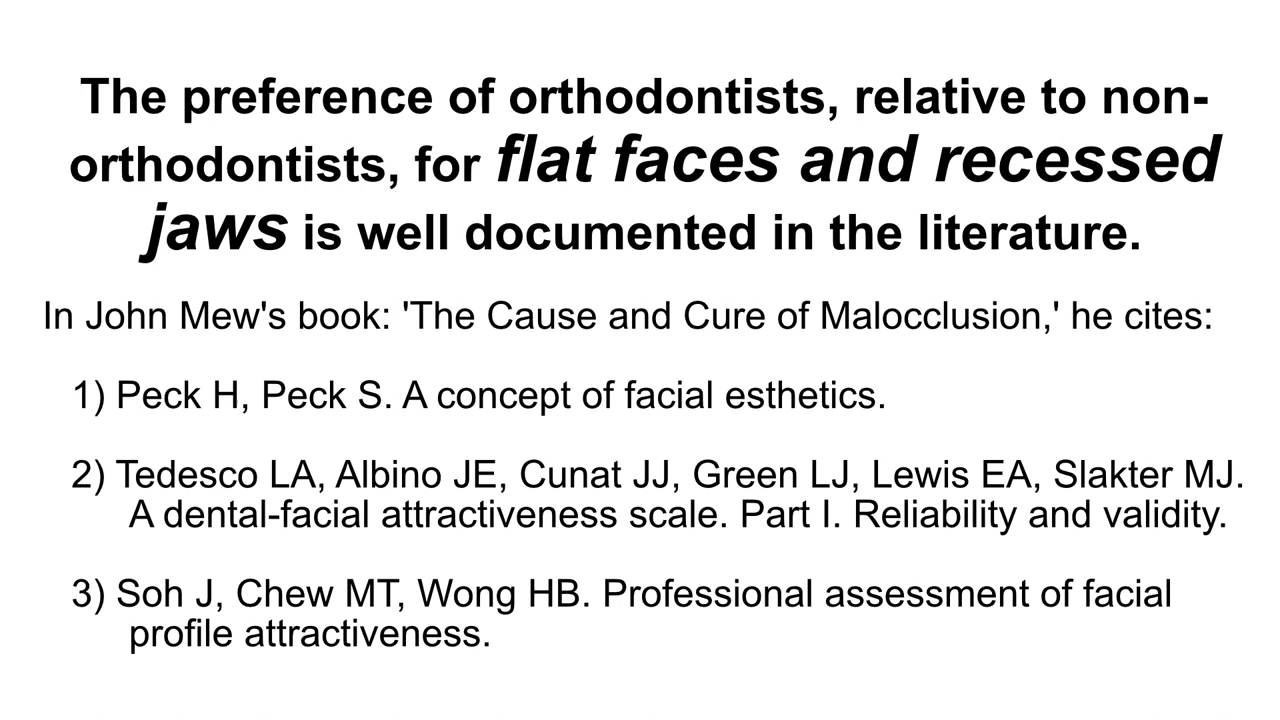 The preference of orthodontists, relative to non-
orthodontists, for flat faces and recessed
jaws is well documented in the literature.
In John Mew's book: 'The Cause and Cure of Malocclusion,' he cites:
1) Peck H, Peck S. A concept of facial esthetics.
2) Tedesco LA, Albino JE, Cunat JJ, Green LJ, Lewis EA, Slakter MJ.
A dental-facial attractiveness scale. Part I. Reliability and validity.
3) Soh J, Chew MT, Wong HB. Professional assessment of facial
profile attractiveness.